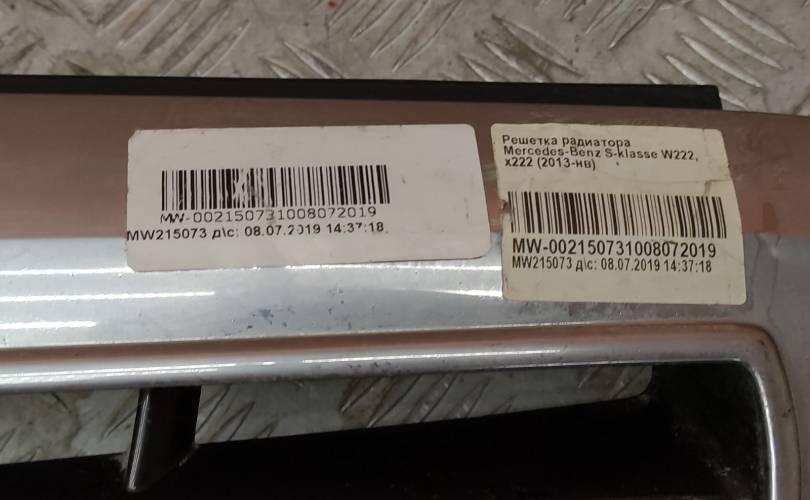 MW-002150731008072019
MW215073 д\с: 08.07.2019 14:37:18
Решетка радиатора
Mercedes-Benz S-klasse W222,
x222 (2013-нв)
MW-002150731008072019
MW215073 д\с: 08.07.2019 14:37:18